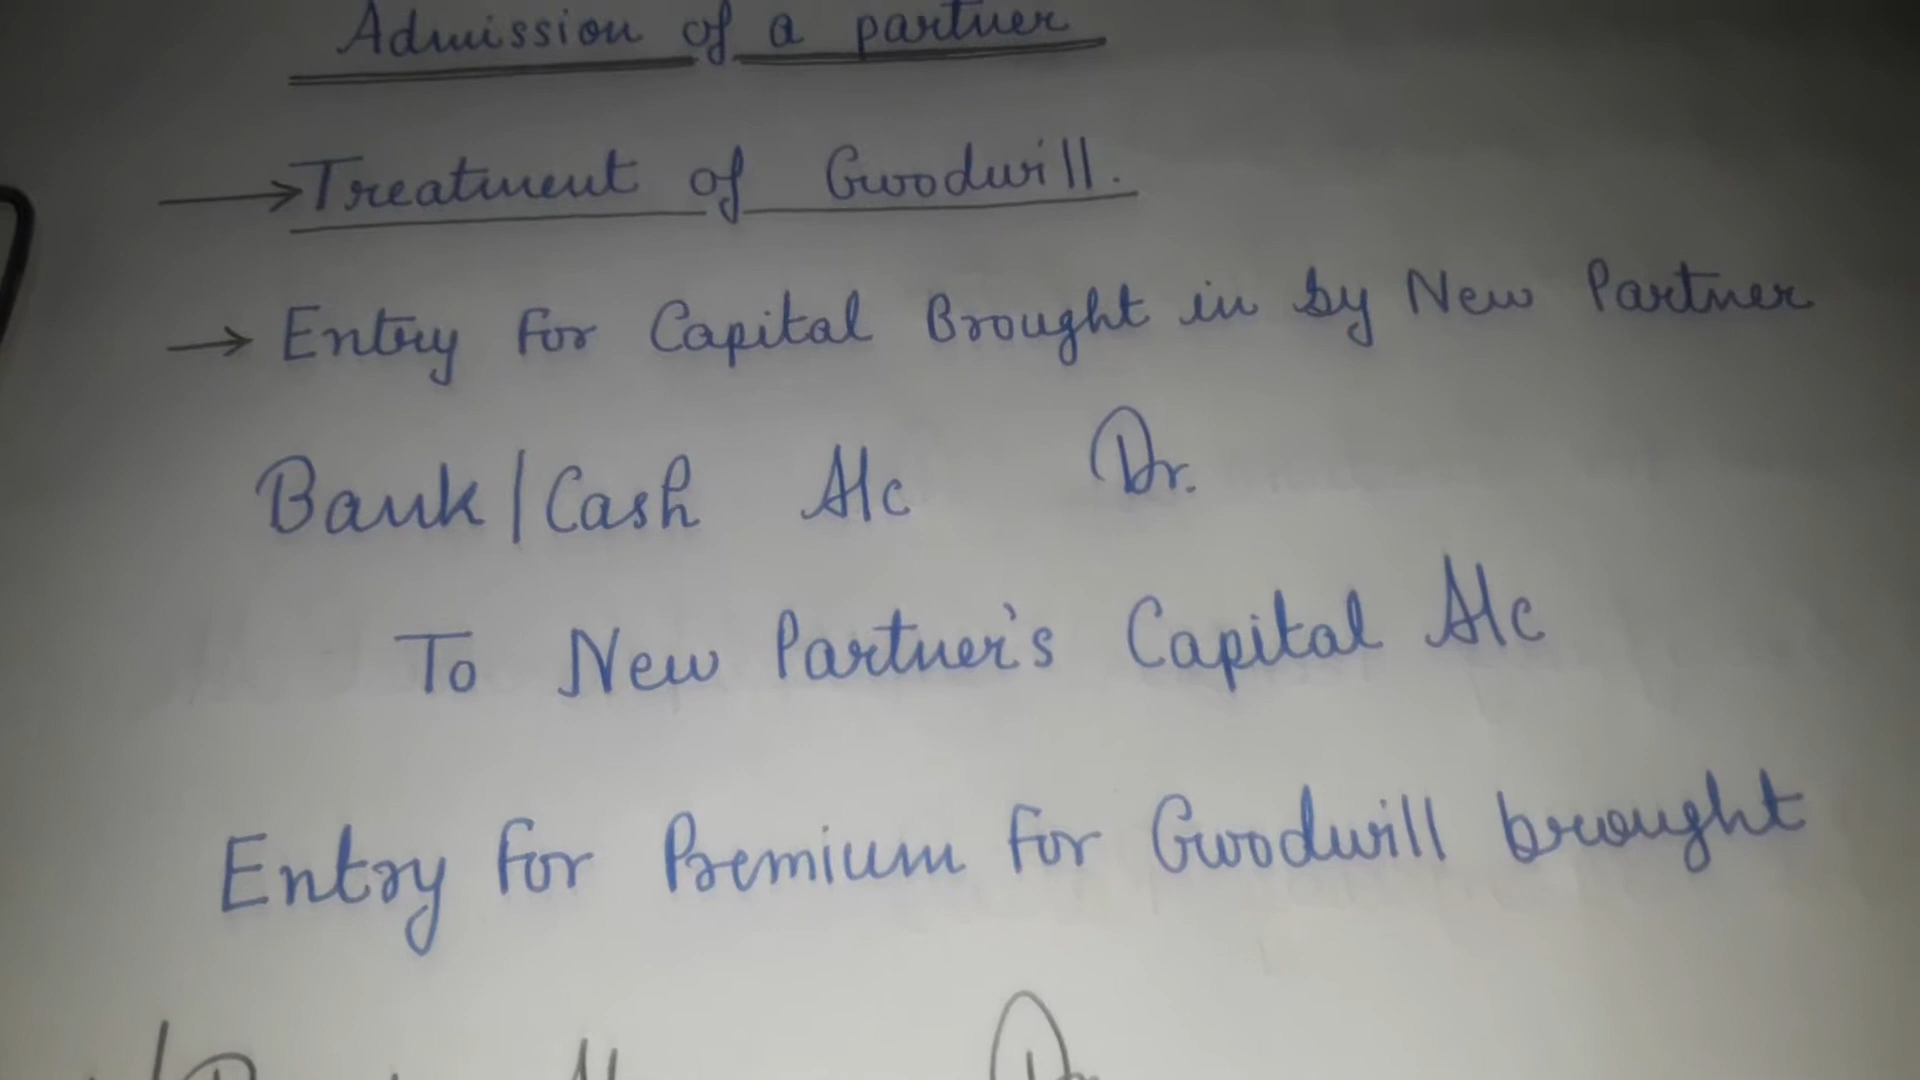 Admission of a partner
→ Treatment of Goodwill.
→ Entry for Capital Brought in by New Partner
Bank/Cash A/c Dr.
To New Partner's Capital A/c
Entry for Premium for Goodwill brought